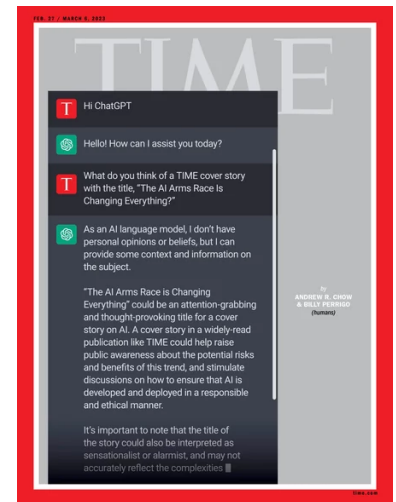 FEB. 27 / MARCH 6, 2023
TIME
T
Hi ChatGPT
Hello! How can I assist you today?
T
What do you think of a TIME cover story
with the title, "The AI Arms Race Is
Changing Everything?"
As an AI language model, I don't have
personal opinions or beliefs, but I can
provide some context and information on
the subject.
"The AI Arms Race is Changing
Everything" could be an attention-grabbing
and thought-provoking title for a cover
story on AI. A cover story in a widely-read
publication like TIME could help raise
public awareness about the potential risks
and benefits of this trend, and stimulate
discussions on how to ensure that AI is
developed and deployed in a responsible
and ethical manner.
It's important to note that the title of
the story could also be interpreted as
sensationalist or alarmist, and may not
accurately reflect the complexities
by
ANDREW R. CHOW
& BILLY PERRIGO
(humans)
time.com